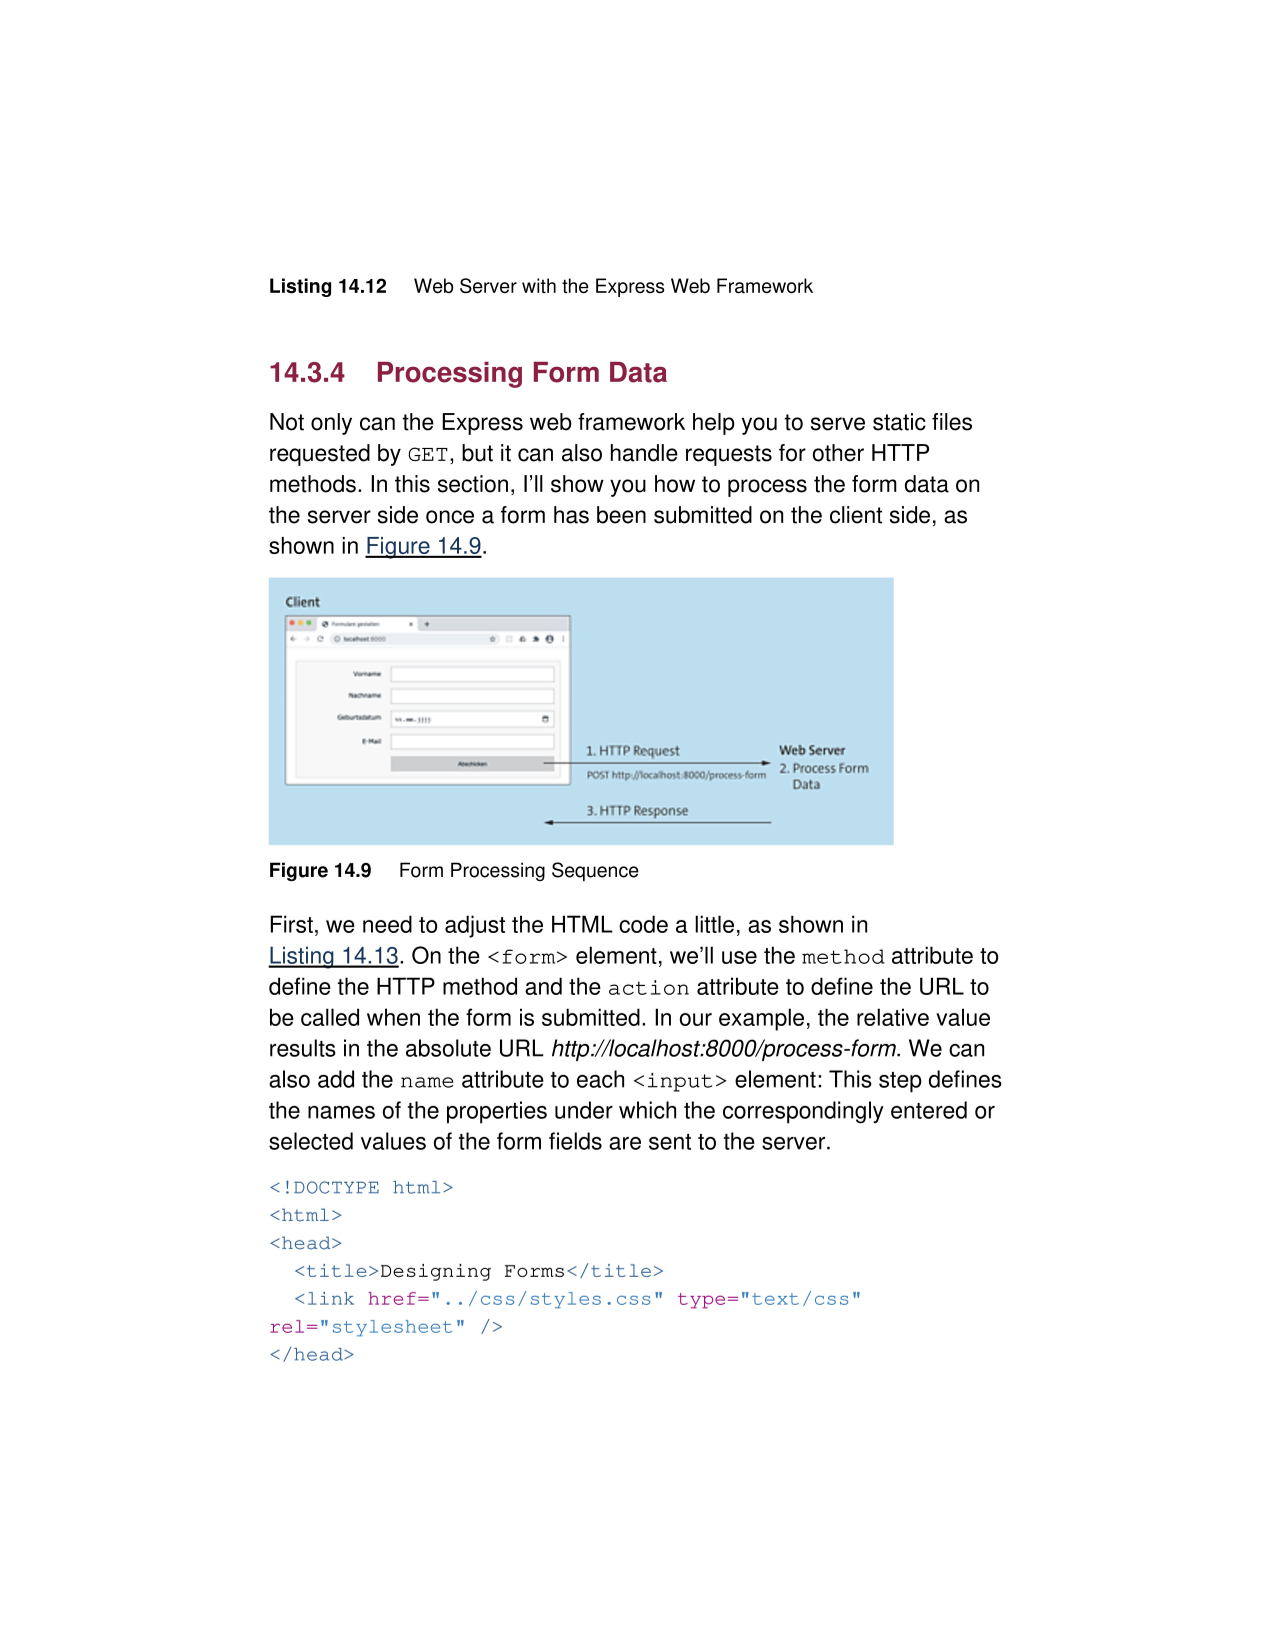 Listing 14.12 Web Server with the Express Web Framework
14.3.4 Processing Form Data
Not only can the Express web framework help you to serve static files
requested by GET, but it can also handle requests for other HTTP
methods. In this section, I'll show you how to process the form data on
the server side once a form has been submitted on the client side, as
shown in Figure 14.9.
Client
Formulare gestalten
localhost:8000
Vorname
Nachname
Geburtsdatum
tt.mm.jjjj
E-Mail
Abschicken
1. HTTP Request
POST http://localhost:8000/process-form
Web Server
2. Process Form
Data
3. HTTP Response
Figure 14.9 Form Processing Sequence
First, we need to adjust the HTML code a little, as shown in
Listing 14.13. On the <form> element, we'll use the method attribute to
define the HTTP method and the action attribute to define the URL to
be called when the form is submitted. In our example, the relative value
results in the absolute URL http://localhost:8000/process-form. We can
also add the name attribute to each <input> element: This step defines
the names of the properties under which the correspondingly entered or
selected values of the form fields are sent to the server.
<!DOCTYPE html>
<html>
<head>
  <title>Designing Forms</title>
  <link href="../css/styles.css" type="text/css"
rel="stylesheet" />
</head>